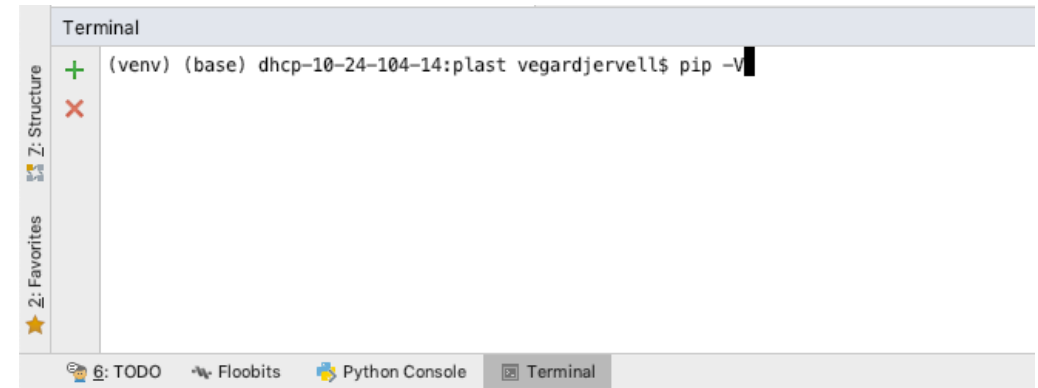 Terminal
(venv) (base) dhcp-10-24-104-14:plast vegardjervell$ pip -V
7: Structure
2: Favorites
6: TODO
Floobits
Python Console
Terminal